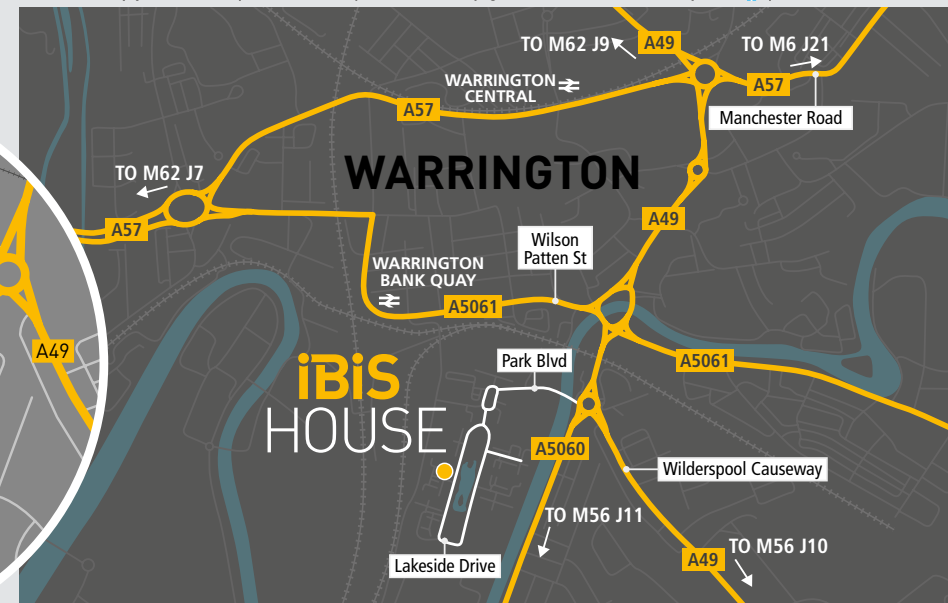 TO M62 J9
A49
TO M6 J21
WARRINGTON
CENTRAL
A57
A57
Manchester Road
WARRINGTON
TO M62 J7
A57
A49
Wilson
Patten St
WARRINGTON
BANK QUAY
A5061
A49
iBiS
HOUSE
Park Blvd
A5061
A5060
Wilderspool Causeway
TO M56 J11
Lakeside Drive
A49
TO M56 J10